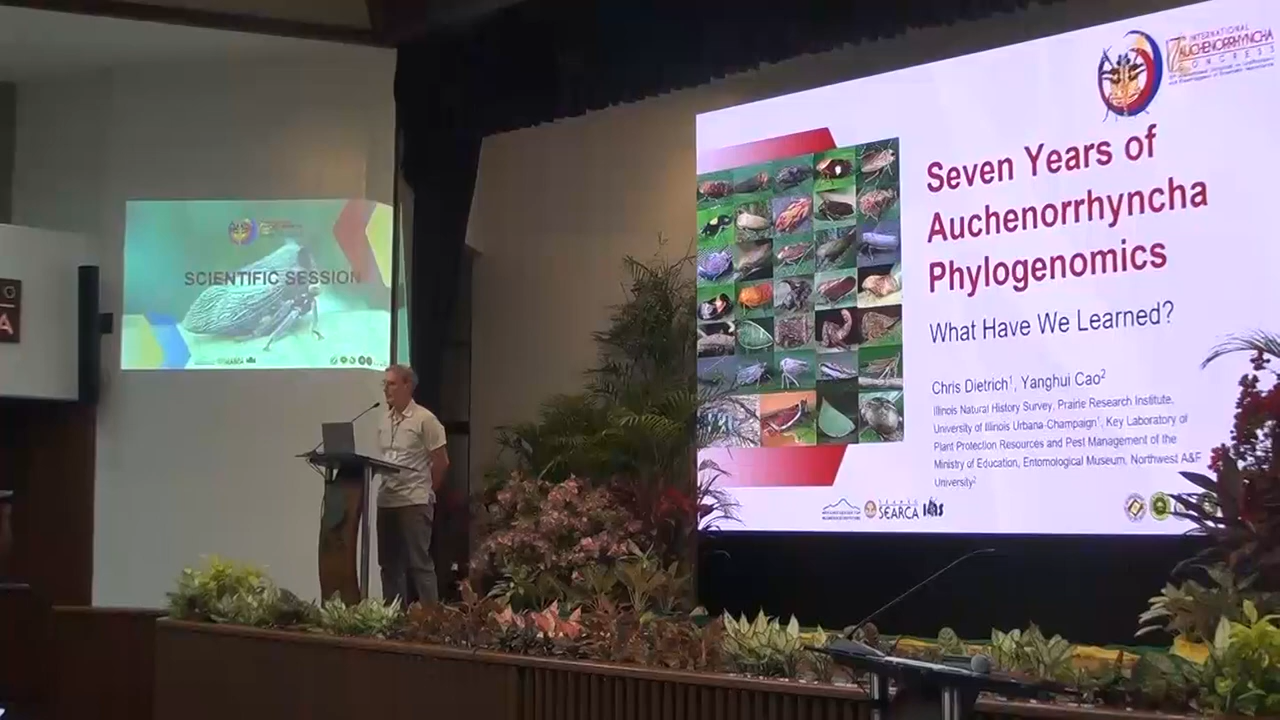 SCIENTIFIC SESSION
SEARCA
A
INTERNATIONAL
AUCHENORRHYNCHA
CONGRESS
Seven Years of
Auchenorrhyncha
Phylogenomics
What Have We Learned?
Chris Dietrich¹, Yanghui Cao²
Illinois Natural History Survey, Prairie Research Institute,
University of Illinois Urbana-Champaign¹, Key Laboratory of
Plant Protection Resources and Pest Management of the
Ministry of Education, Entomological Museum, Northwest A&F
University²
SEARCA